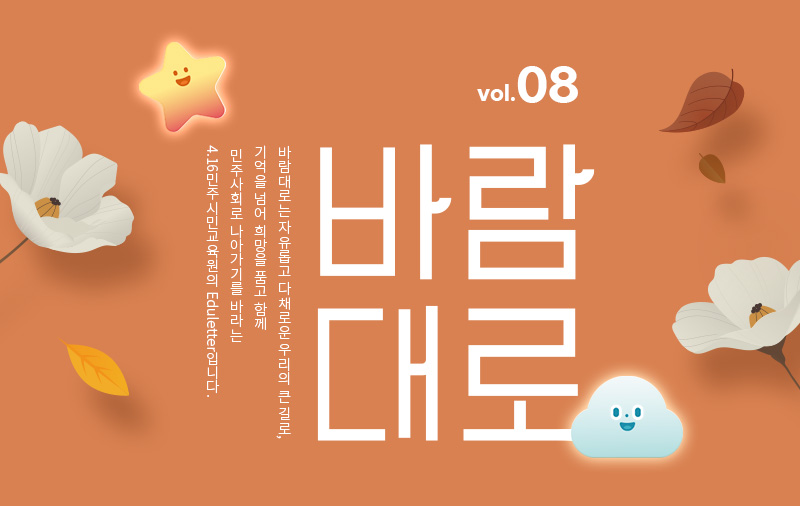 vol.08
바람
대로
바람대로는 자유롭고 다채로운 우리의 큰 길로,
기억을 넘어 희망을 품고 함께
민주사회로 나아가기를 바라는
4.16민주시민교육원의 Eduletter입니다.